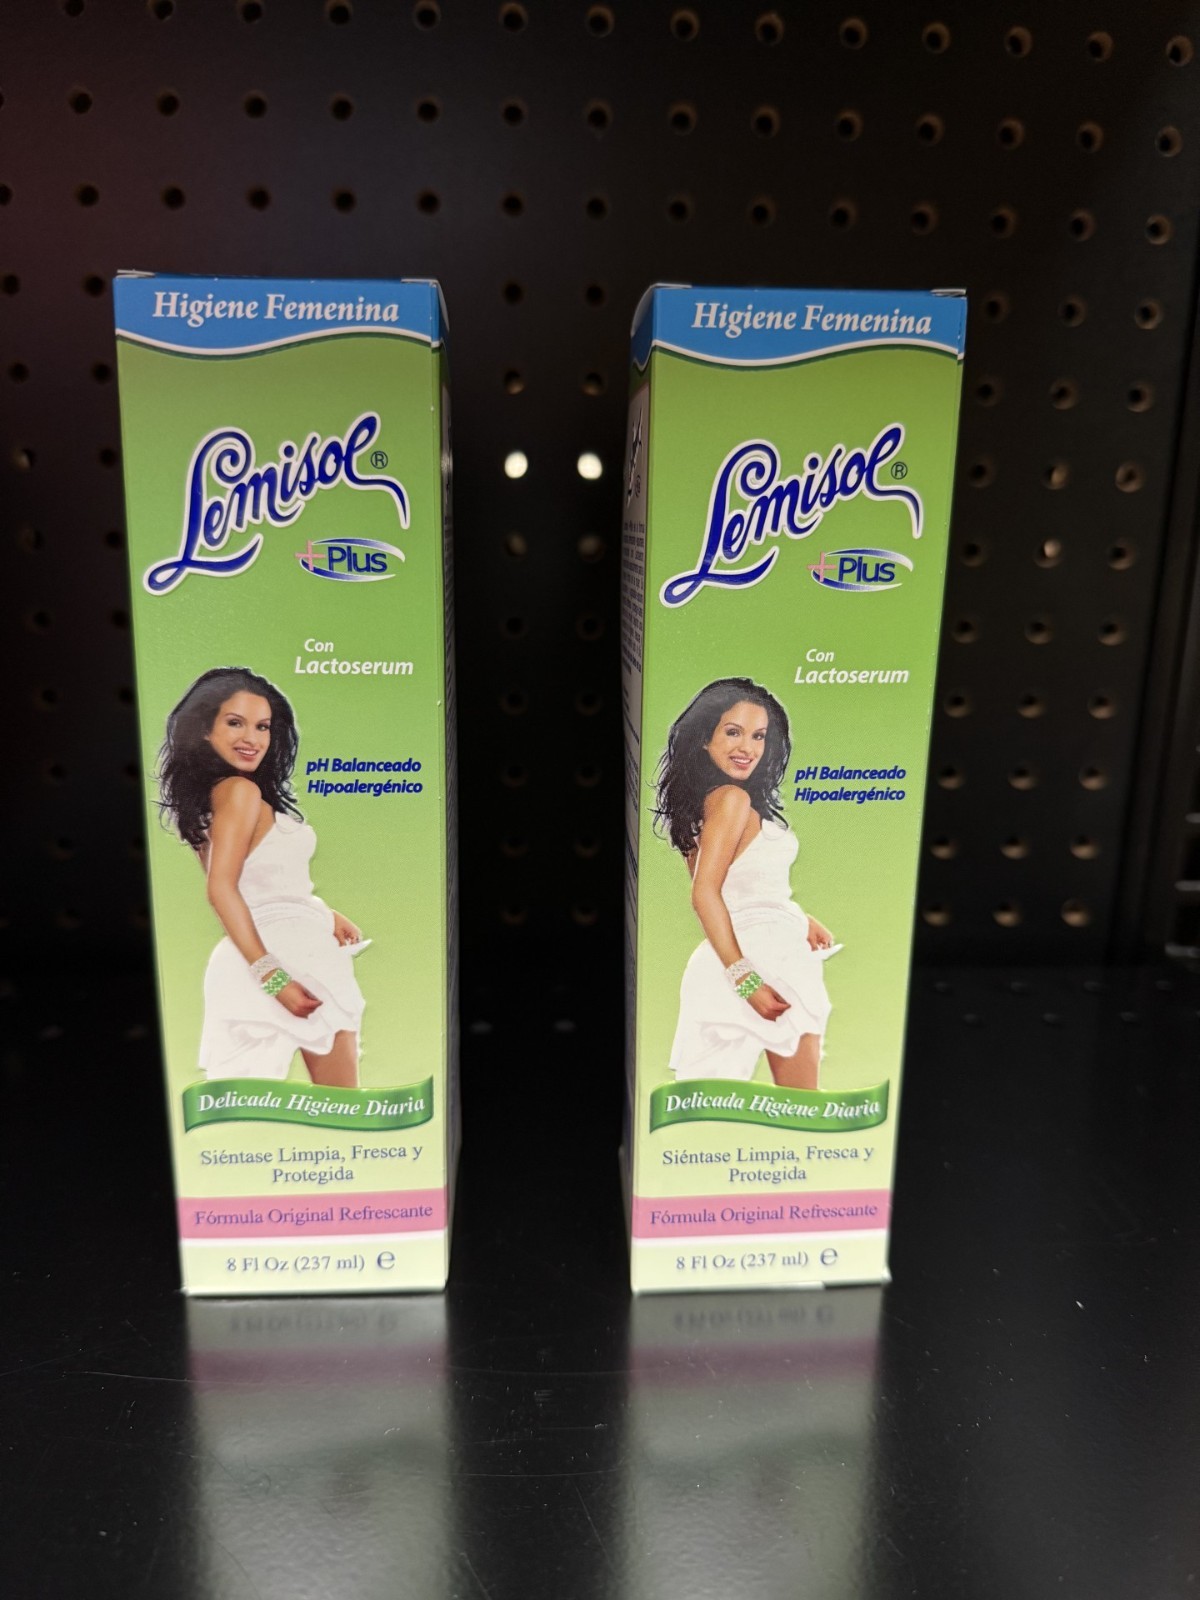 Higiene Femenina
Lemisol®
+Plus
Con
Lactoserum
pH Balanceado
Hipoalergénico
Delicada Higiene Diaria
Siéntase Limpia, Fresca y
Protegida
Fórmula Original Refrescante
8 Fl Oz (237 ml) ℮
Higiene Femenina
Lemisol®
+Plus
Con
Lactoserum
pH Balanceado
Hipoalergénico
Delicada Higiene Diaria
Siéntase Limpia, Fresca y
Protegida
Fórmula Original Refrescante
8 Fl Oz (237 ml) ℮